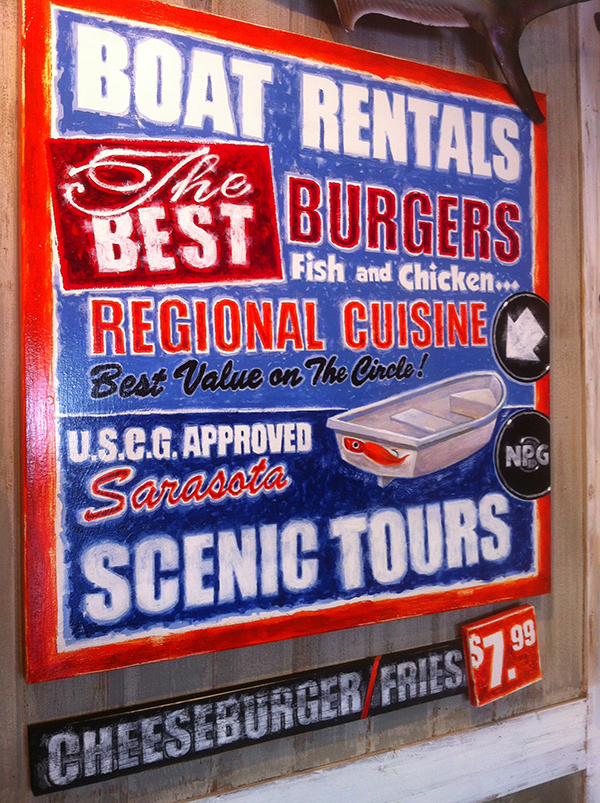 BOAT RENTALS
The
BEST
BURGERS
Fish and Chicken...
REGIONAL CUISINE
Best Value on The Circle!
U.S.C.G. APPROVED
Sarasota
NPG
SCENIC TOURS
CHEESEBURGER/FRIES
$7.99